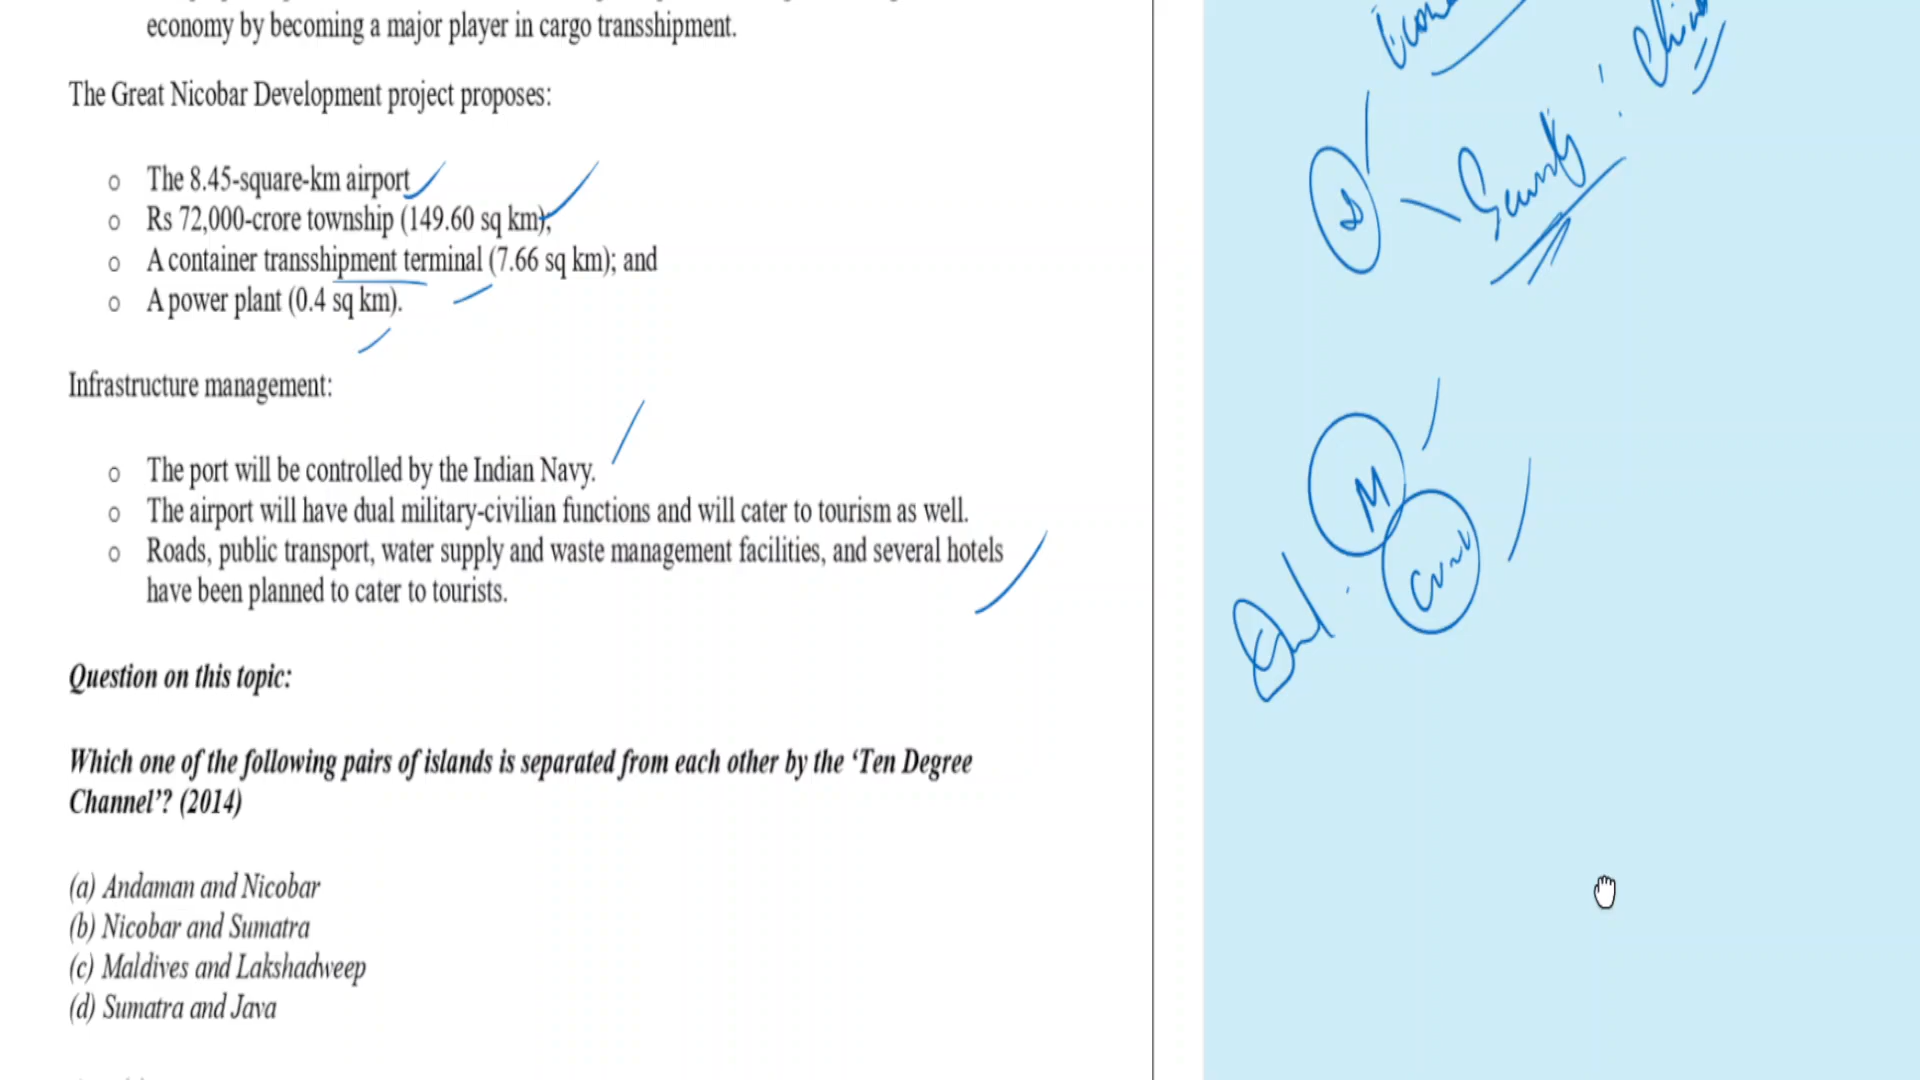 economy by becoming a major player in cargo transshipment.
The Great Nicobar Development project proposes:
o The 8.45-square-km airport
o Rs 72,000-crore township (149.60 sq km);
o A container transshipment terminal (7.66 sq km); and
o A power plant (0.4 sq km).
Infrastructure management:
o The port will be controlled by the Indian Navy.
o The airport will have dual military-civilian functions and will cater to tourism as well.
o Roads, public transport, water supply and waste management facilities, and several hotels
have been planned to cater to tourists.
Question on this topic:
Which one of the following pairs of islands is separated from each other by the ‘Ten Degree
Channel’? (2014)
(a) Andaman and Nicobar
(b) Nicobar and Sumatra
(c) Maldives and Lakshadweep
(d) Sumatra and Java
M